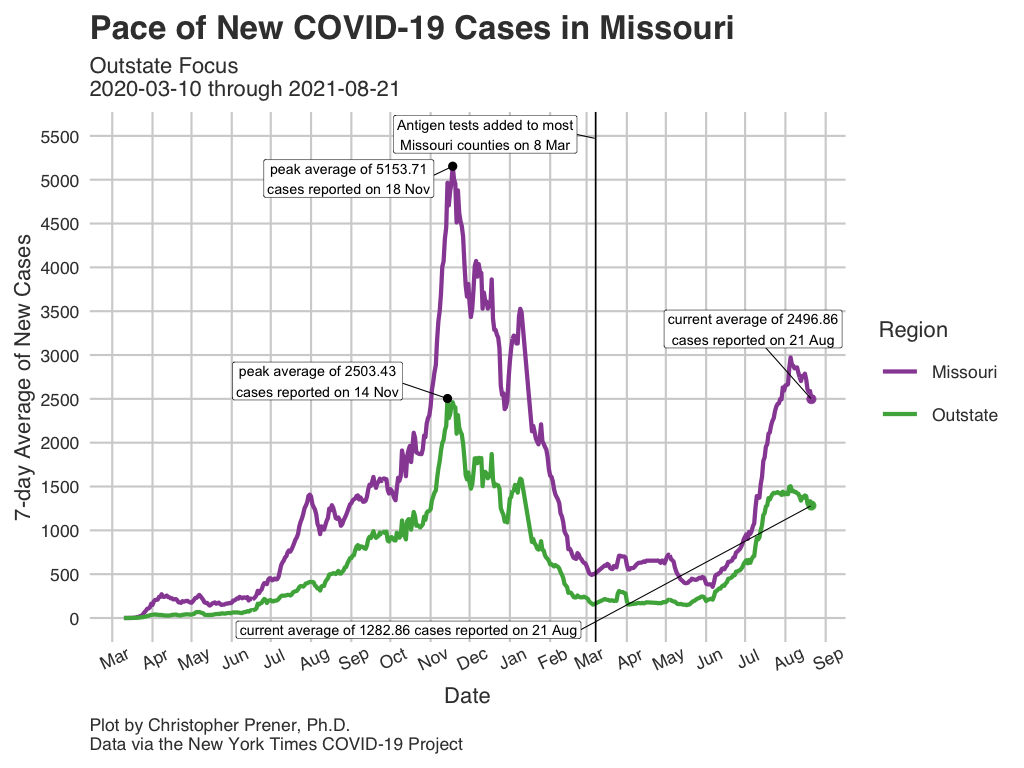 Pace of New COVID-19 Cases in Missouri
Outstate Focus
2020-03-10 through 2021-08-21
7-day Average of New Cases
5500
5000
4500
4000
3500
3000
2500
2000
1500
1000
500
0
Antigen tests added to most
Missouri counties on 8 Mar
peak average of 5153.71
cases reported on 18 Nov
current average of 2496.86
cases reported on 21 Aug
peak average of 2503.43
cases reported on 14 Nov
current average of 1282.86 cases reported on 21 Aug
Region
Missouri
Outstate
Mar Apr May Jun Jul Aug Sep Oct Nov Dec Jan Feb Mar Apr May Jun Jul Aug Sep
Date
Plot by Christopher Prener, Ph.D.
Data via the New York Times COVID-19 Project